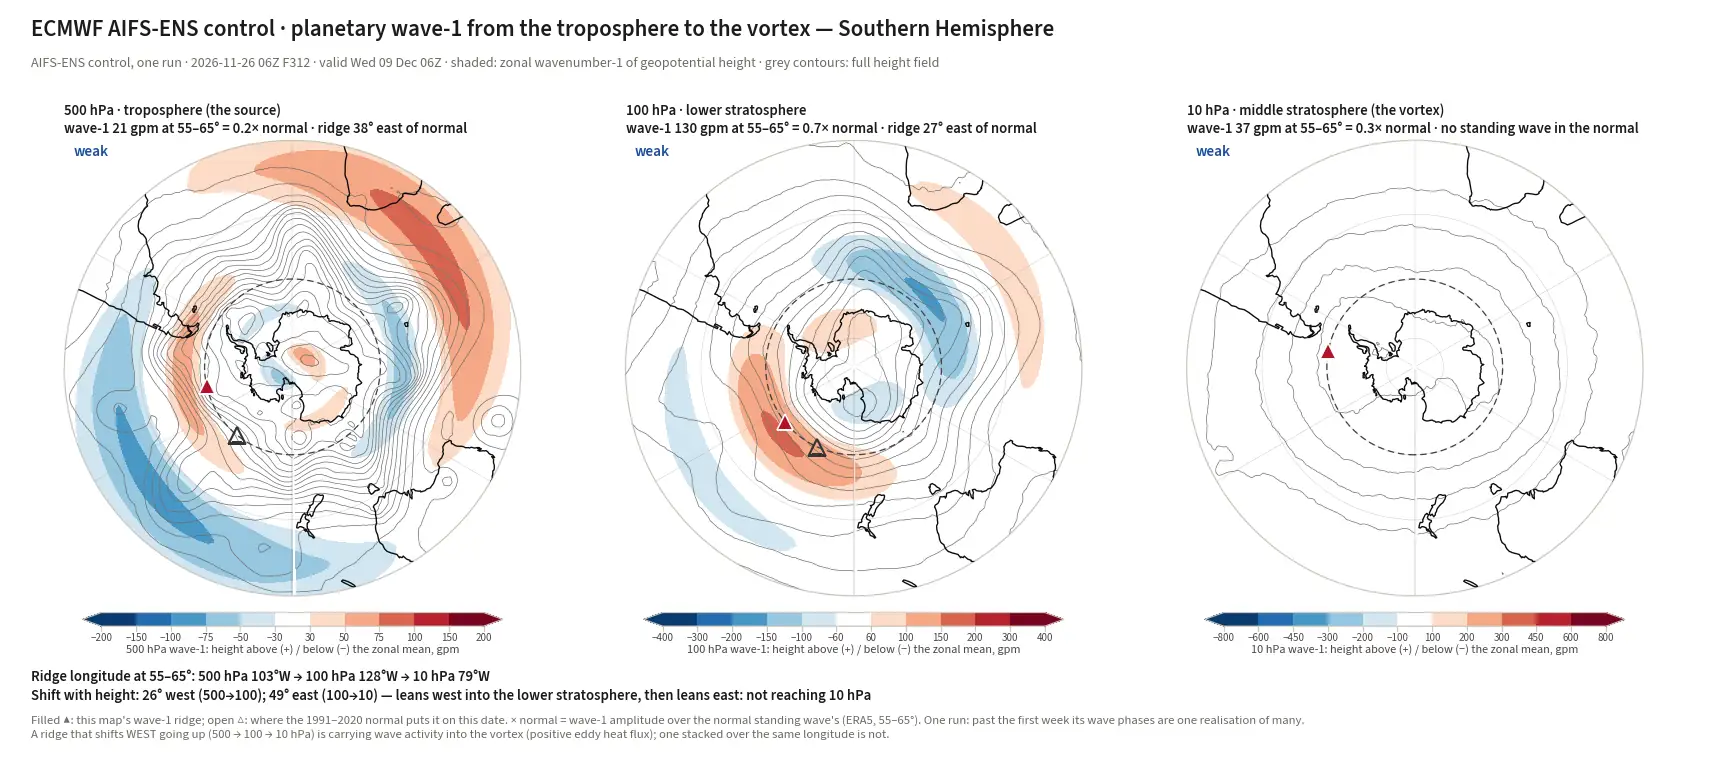 ECMWF AIFS-ENS control · planetary wave-1 from the troposphere to the vortex — Southern Hemisphere
AIFS-ENS control, one run · 2026-11-26 06Z F312 · valid Wed 09 Dec 06Z · shaded: zonal wavenumber-1 of geopotential height · grey contours: full height field
500 hPa · troposphere (the source)
wave-1 21 gpm at 55–65° = 0.2× normal · ridge 38° east of normal
weak
100 hPa · lower stratosphere
wave-1 130 gpm at 55–65° = 0.7× normal · ridge 27° east of normal
weak
10 hPa · middle stratosphere (the vortex)
wave-1 37 gpm at 55–65° = 0.3× normal · no standing wave in the normal
weak
−200 −150 −100 −75 −50 −30 30 50 75 100 150 200
500 hPa wave-1: height above (+) / below (−) the zonal mean, gpm
−400 −300 −200 −150 −100 −60 60 100 150 200 300 400
100 hPa wave-1: height above (+) / below (−) the zonal mean, gpm
−800 −600 −450 −300 −200 −100 100 200 300 450 600 800
10 hPa wave-1: height above (+) / below (−) the zonal mean, gpm
Ridge longitude at 55–65°: 500 hPa 103°W → 100 hPa 128°W → 10 hPa 79°W
Shift with height: 26° west (500→100); 49° east (100→10) — leans west into the lower stratosphere, then leans east: not reaching 10 hPa
Filled ▲: this map's wave-1 ridge; open △: where the 1991–2020 normal puts it on this date. × normal = wave-1 amplitude over the normal standing wave's (ERA5, 55–65°). One run: past the first week its wave phases are one realisation of many.
A ridge that shifts WEST going up (500 → 100 → 10 hPa) is carrying wave activity into the vortex (positive eddy heat flux); one stacked over the same longitude is not.